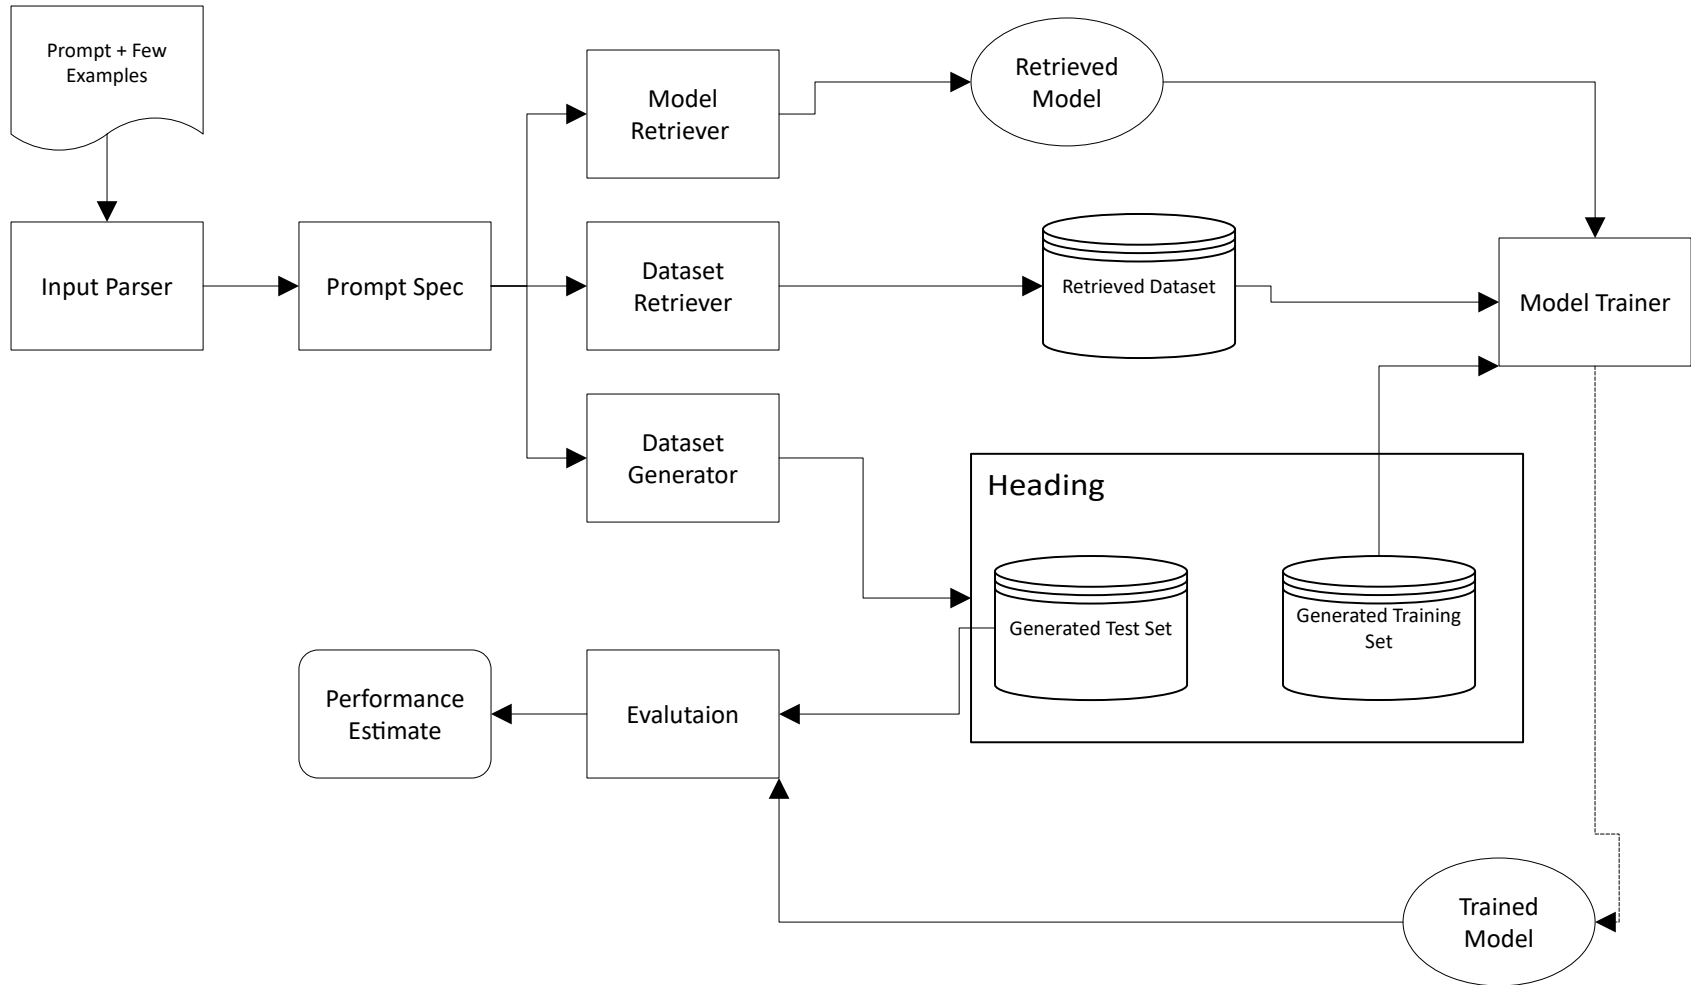 Prompt + Few
Examples
Retrieved
Model
Model
Retriever
Input Parser
Prompt Spec
Dataset
Retriever
Retrieved Dataset
Model Trainer
Dataset
Generator
Heading
Generated Test Set
Generated Training
Set
Performance
Estimate
Evalutaion
Trained
Model